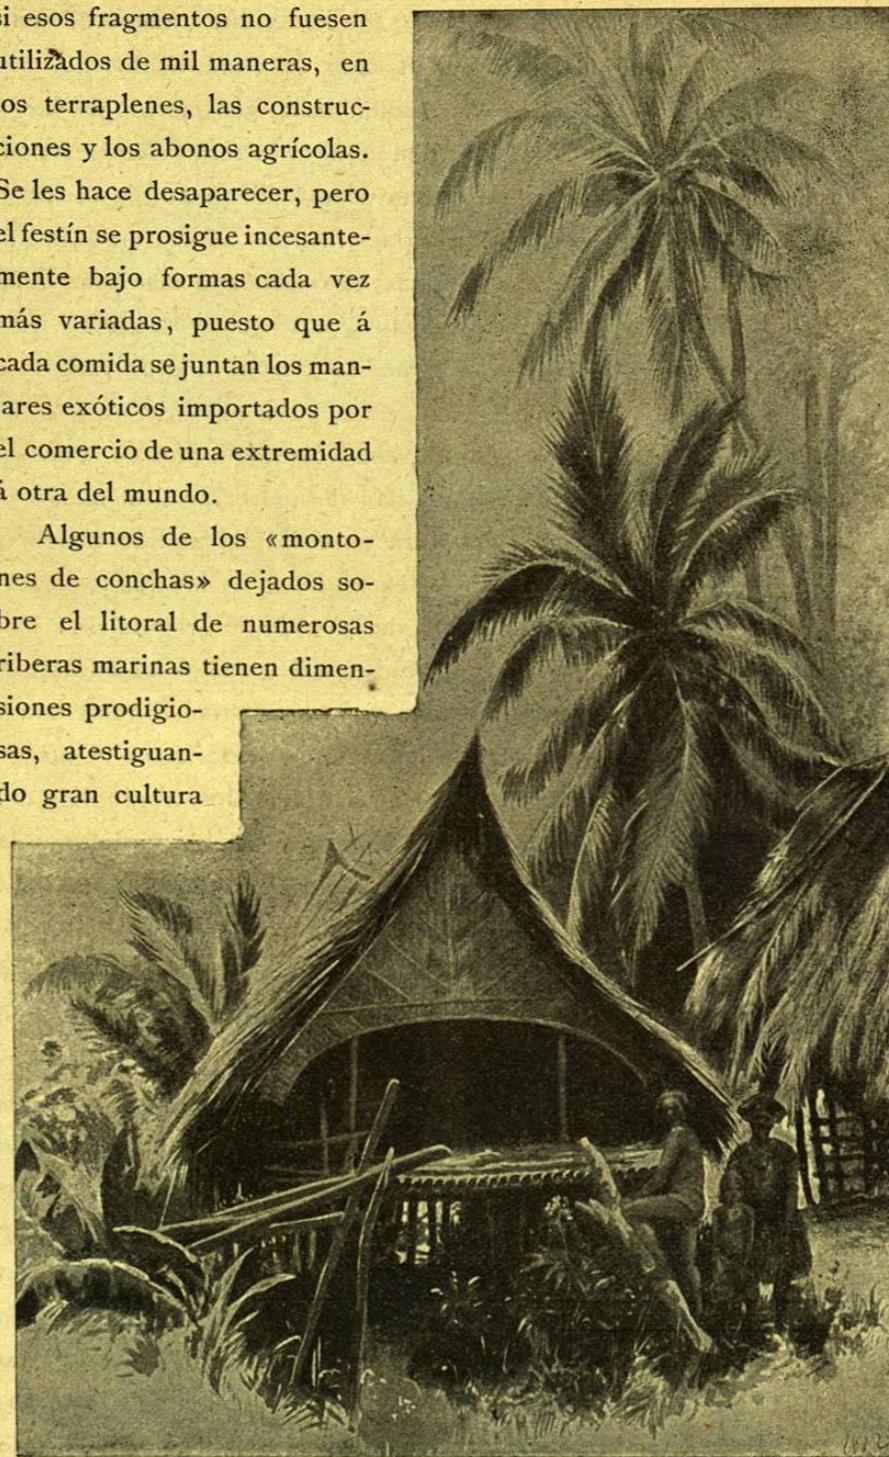 si esos fragmentos no fuesen
utilizados de mil maneras, en
os terraplenes, las construc-
ciones y los abonos agrícolas.
Se les hace desaparecer, pero
el festín se prosigue incesante-
mente bajo formas cada vez
más variadas, puesto que á
cada comida se juntan los man-
ares exóticos importados por
el comercio de una extremidad
á otra del mundo.
Algunos de los «monto-
nes de conchas» dejados so-
bre el litoral de numerosas
riberas marinas tienen dimen-
siones prodigio-
sas, atestiguan-
do gran cultura